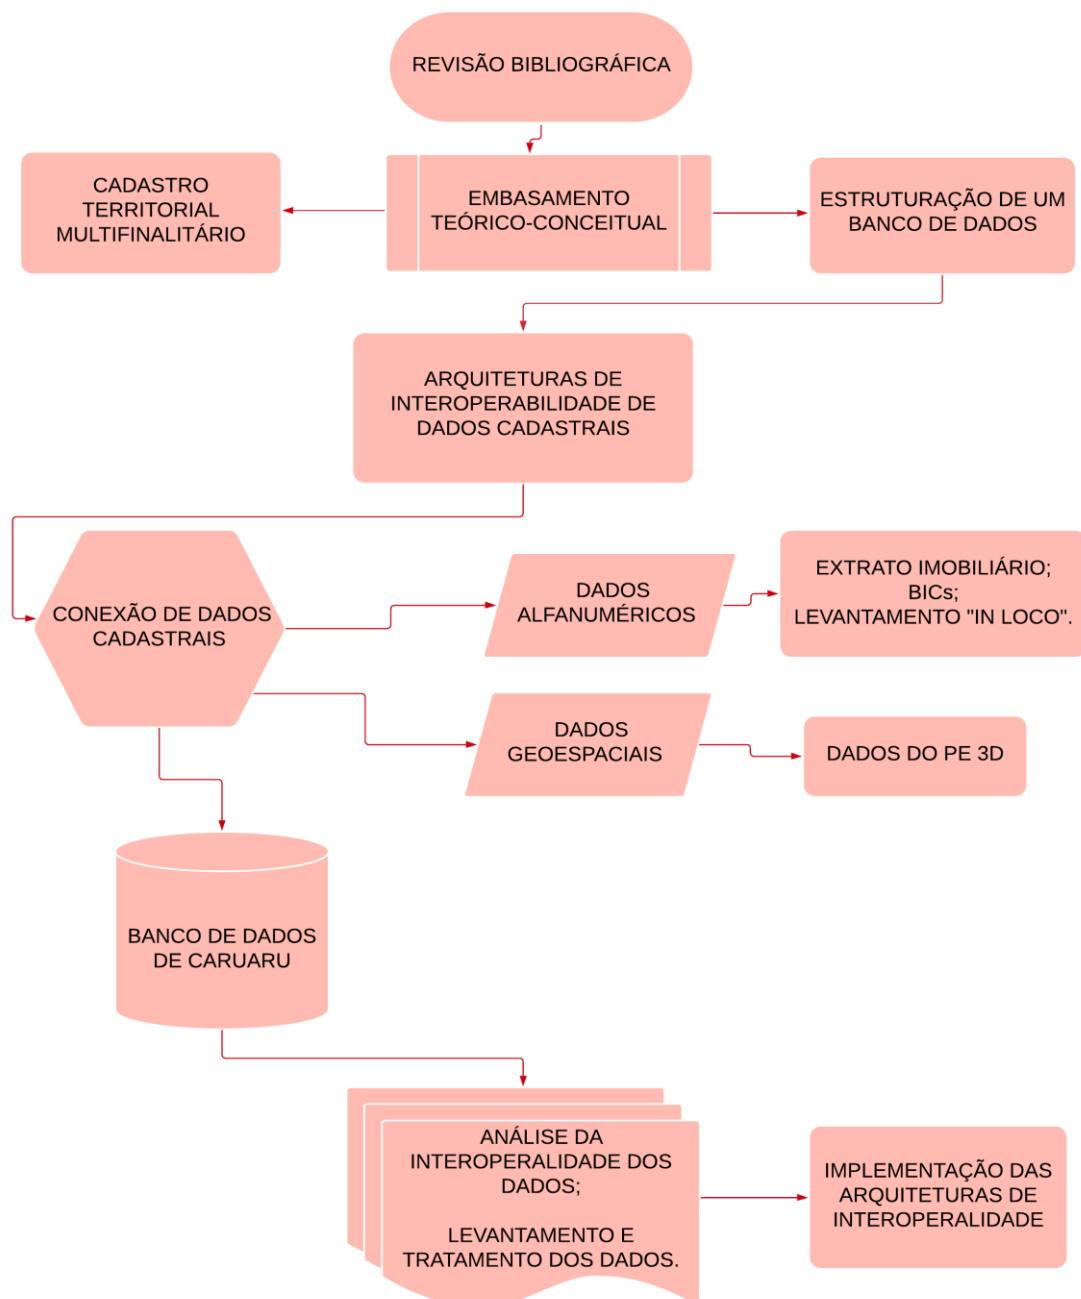 REVISÃO BIBLIOGRÁFICA
CADASTRO
TERRITORIAL
MULTIFINALITÁRIO
EMBASAMENTO
TEÓRICO-CONCEITUAL
ESTRUTURAÇÃO DE UM
BANCO DE DADOS
ARQUITETURAS DE
INTEROPERABILIDADE DE
DADOS CADASTRAIS
CONEXÃO DE DADOS
CADASTRAIS
DADOS
ALFANUMÉRICOS
EXTRATO IMOBILIÁRIO;
BICs;
LEVANTAMENTO "IN LOCO".
DADOS
GEOESPACIAIS
DADOS DO PE 3D
BANCO DE DADOS
DE CARUARU
ANÁLISE DA
INTEROPERALIDADE DOS
DADOS;
LEVANTAMENTO E
TRATAMENTO DOS DADOS.
IMPLEMENTAÇÃO DAS
ARQUITETURAS DE
INTEROPERALIDADE